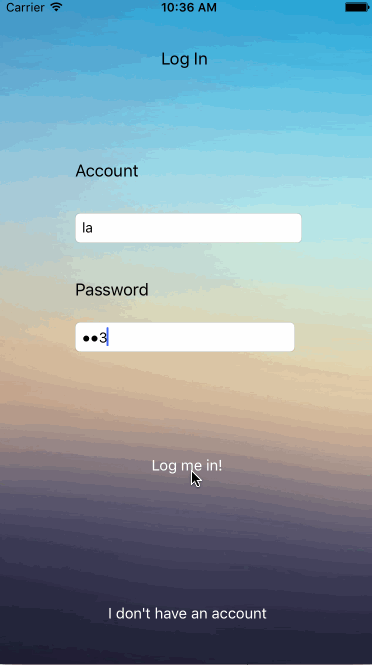 Carrier 10:36 AM
Log In
Account
la
Password
●●3
Log me in!
I don't have an account